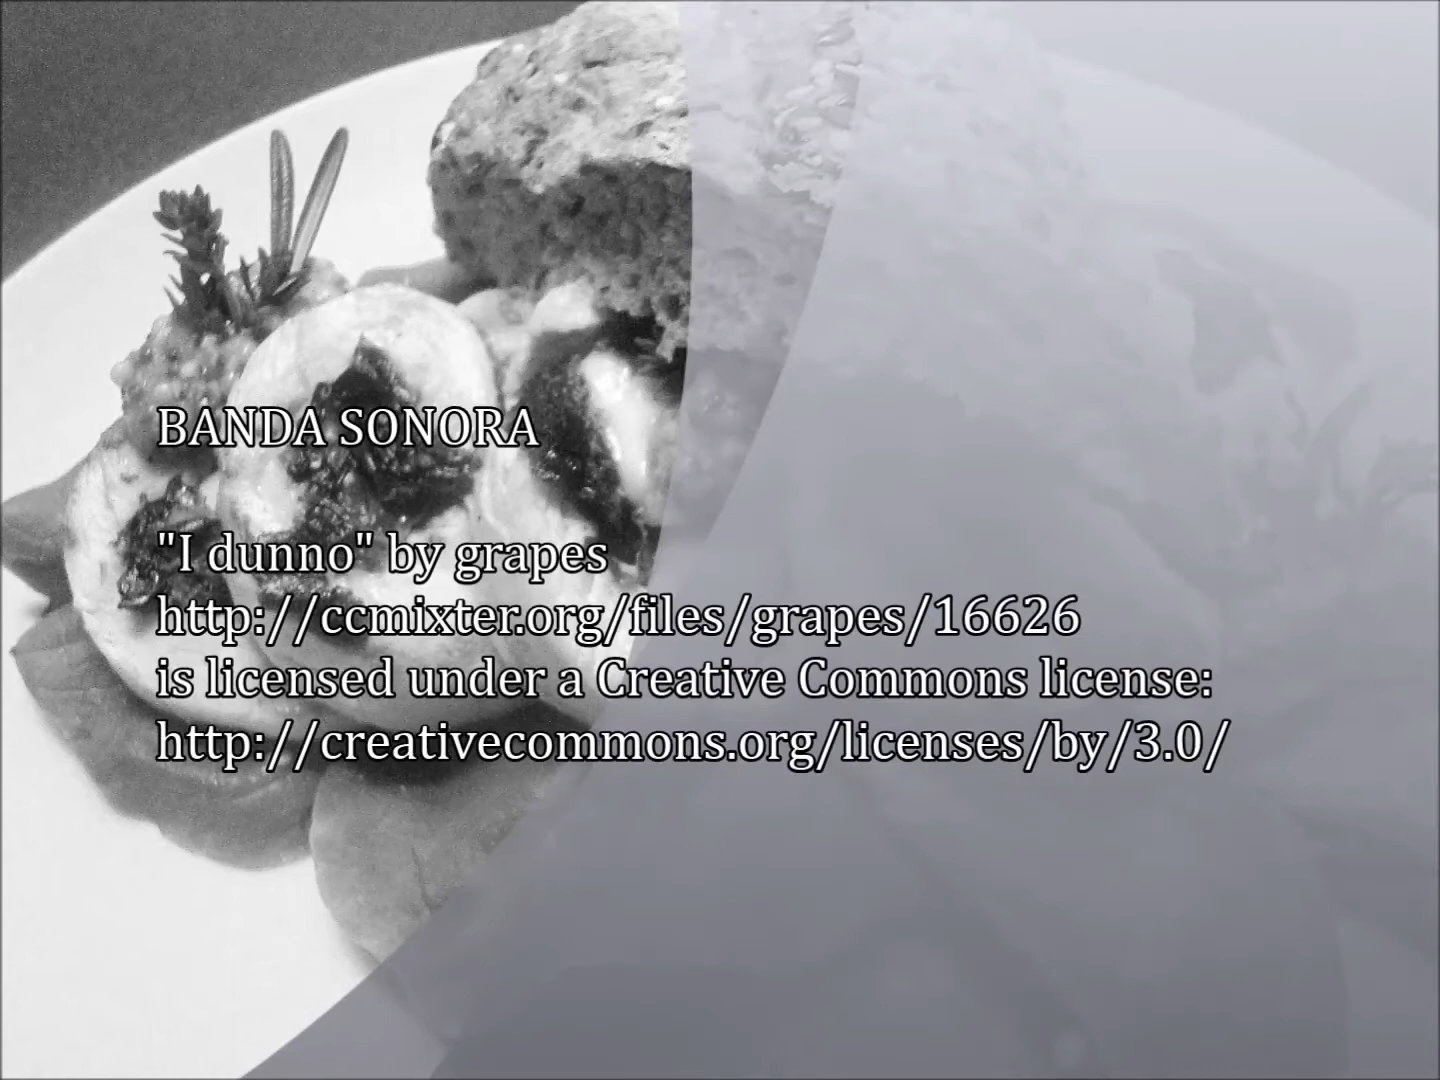 BANDA SONORA
"I dunno" by grapes
http://ccmixter.org/files/grapes/16626
is licensed under a Creative Commons license:
http://creativecommons.org/licenses/by/3.0/